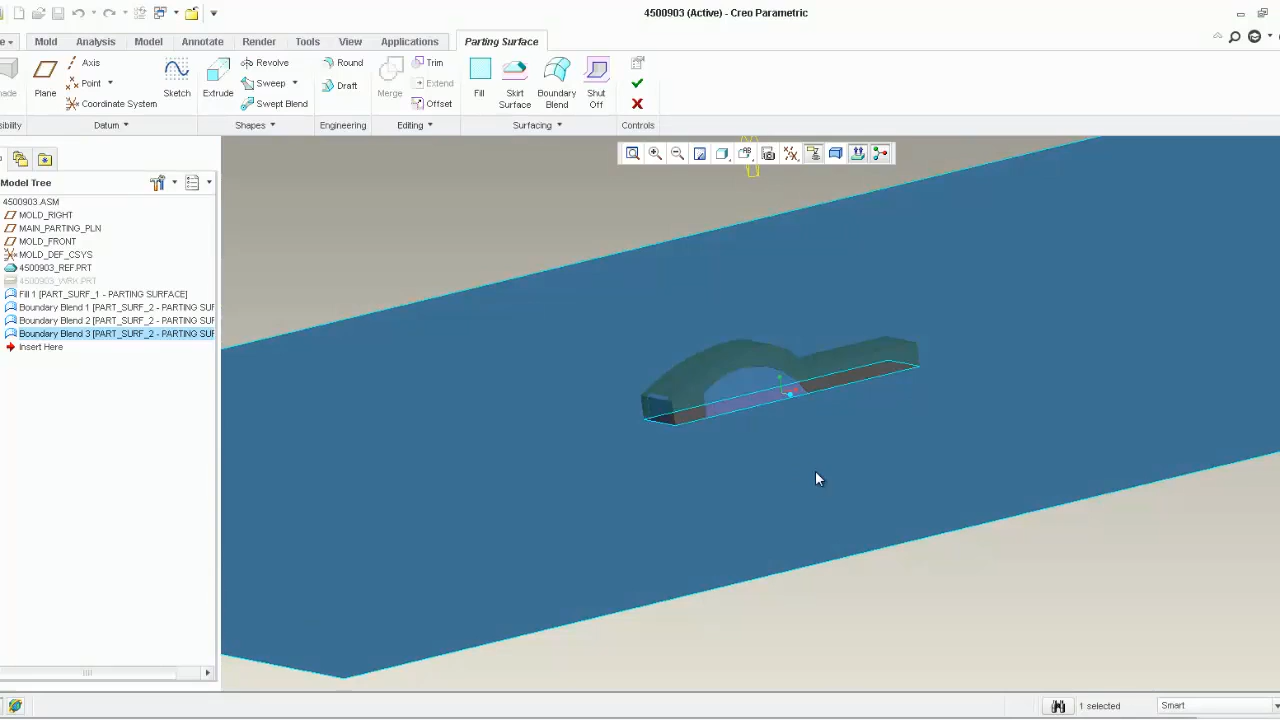 4500903 (Active) - Creo Parametric
Mold Analysis Model Annotate Render Tools View Applications Parting Surface
Plane
Axis
Point
Coordinate System
Sketch
Extrude
Revolve
Sweep
Swept Blend
Round
Draft
Merge
Trim
Extend
Offset
Fill
Skirt
Surface
Boundary
Blend
Shut
Off
Datum Shapes Engineering Editing Surfacing Controls
Model Tree
4500903.ASM
MOLD_RIGHT
MAIN_PARTING_PLN
MOLD_FRONT
MOLD_DEF_CSYS
4500903_REF.PRT
4500903_WRK.PRT
Fill 1 [PART_SURF_1 - PARTING SURFACE]
Boundary Blend 1 [PART_SURF_2 - PARTING SUF
Boundary Blend 2 [PART_SURF_2 - PARTING SUF
Boundary Blend 3 [PART_SURF_2 - PARTING SUF
Insert Here
1 selected
Smart